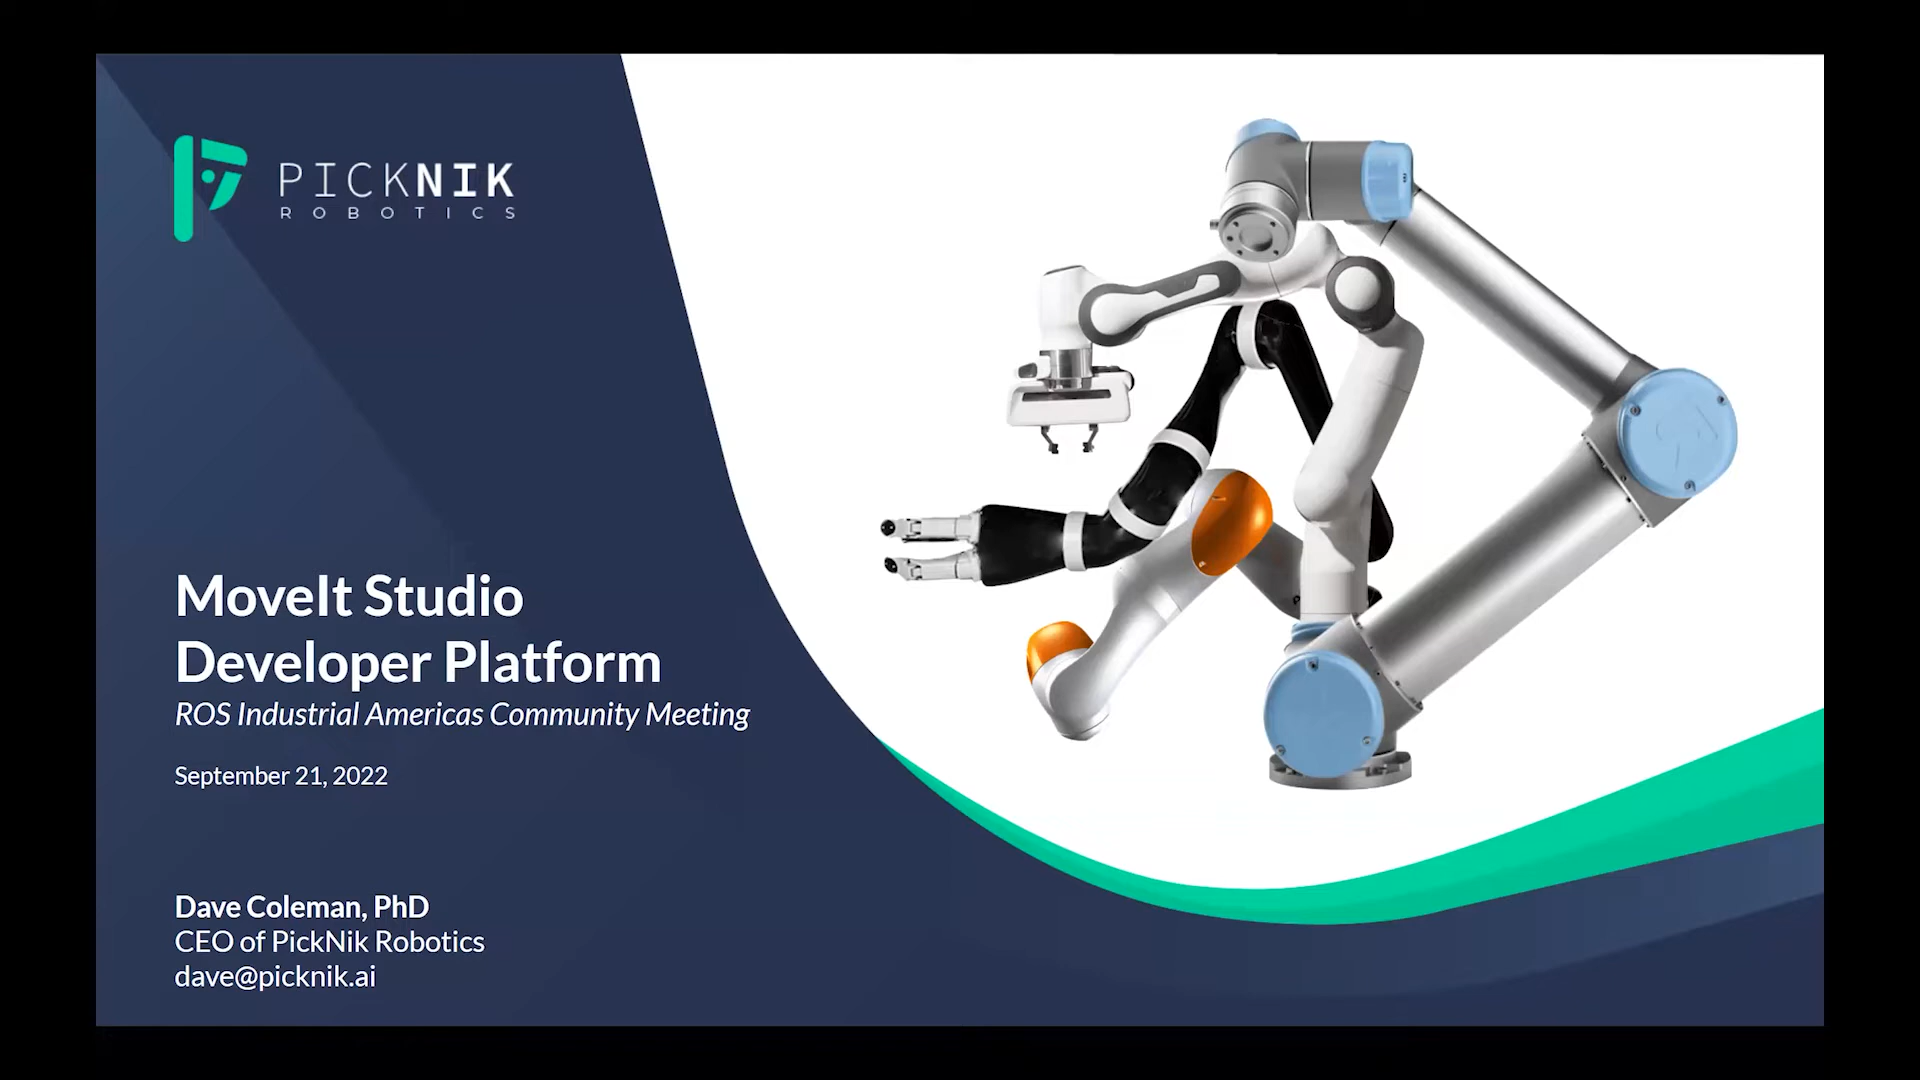 PICKNIK
ROBOTICS
MoveIt Studio
Developer Platform
ROS Industrial Americas Community Meeting
September 21, 2022
Dave Coleman, PhD
CEO of PickNik Robotics
dave@picknik.ai